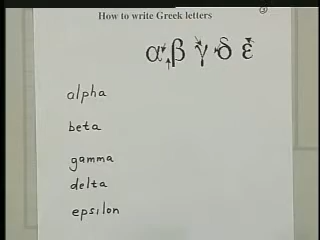 How to write Greek letters
α β γ δ ε
alpha
beta
gamma
delta
epsilon